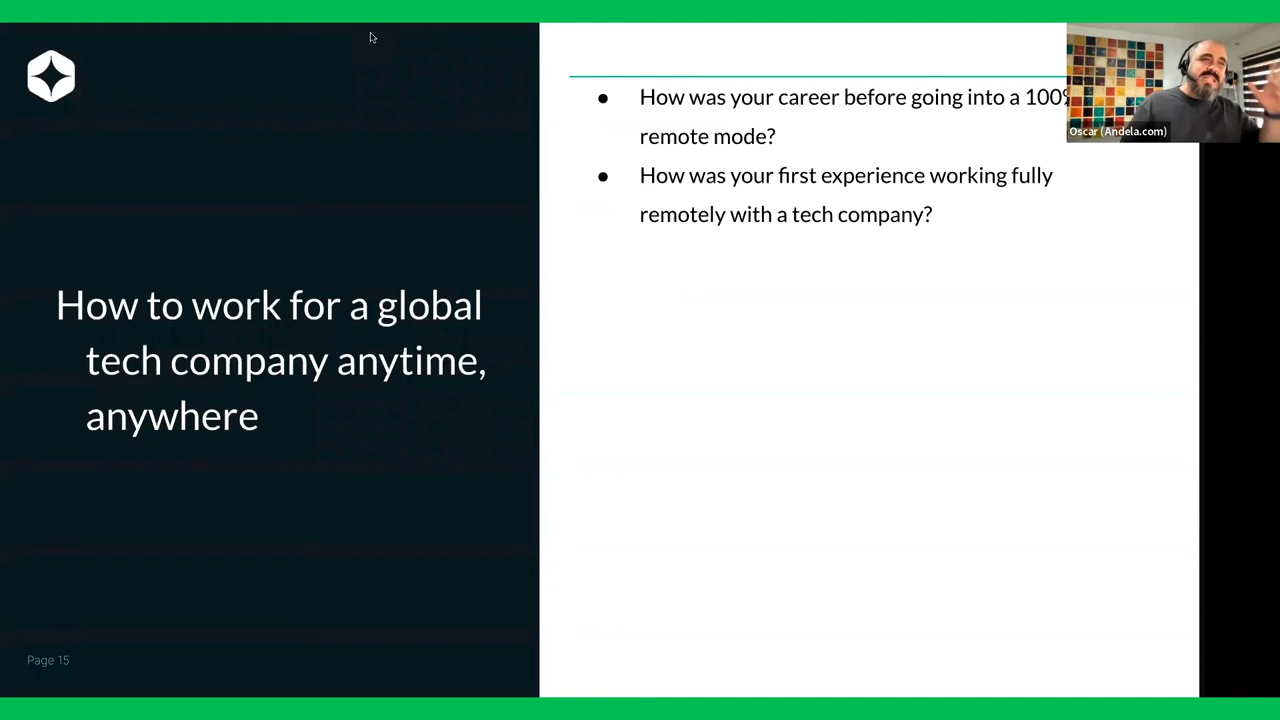 How was your career before going into a 100%
remote mode?
How was your first experience working fully
remotely with a tech company?
How to work for a global
tech company anytime,
anywhere
Oscar (Andela.com)
Page 15